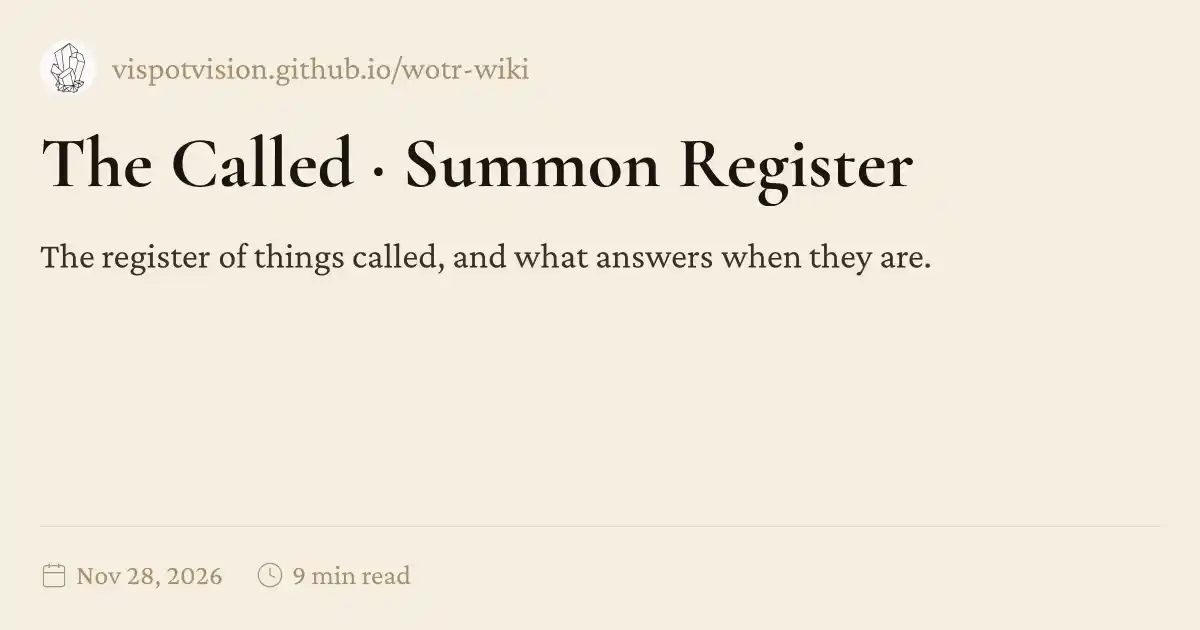 vispotvision.github.io/wotr-wiki
The Called · Summon Register
The register of things called, and what answers when they are.
Nov 28, 2026
9 min read